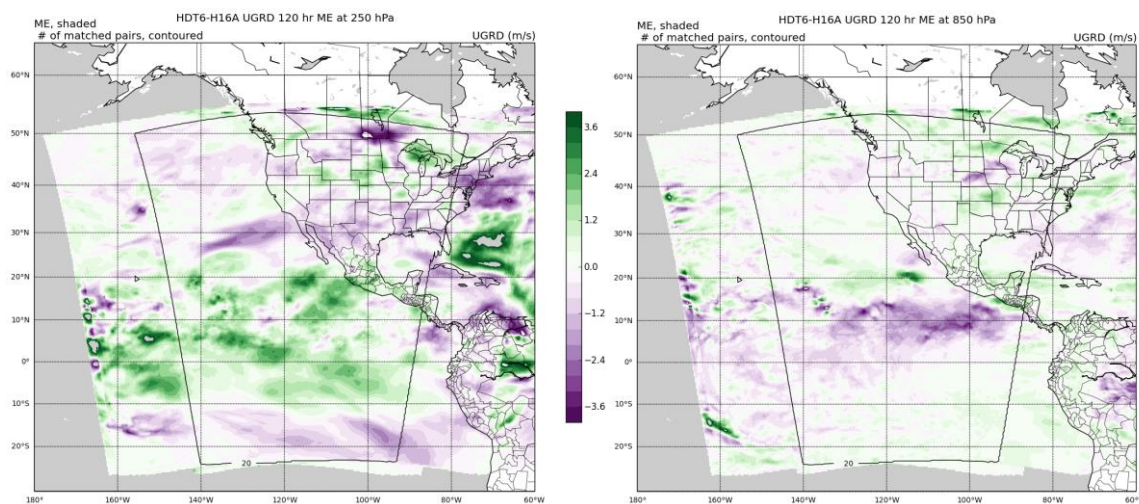 HDT6-H16A UGRD 120 hr ME at 250 hPa
ME, shaded
# of matched pairs, contoured
UGRD (m/s)
60°N
50°N
40°N
30°N
20°N
10°N
0°
10°S
20°S
20
180°
160°W
140°W
120°W
100°W
80°W
60°W
3.6
2.4
1.2
0.0
−1.2
−2.4
−3.6
HDT6-H16A UGRD 120 hr ME at 850 hPa
ME, shaded
# of matched pairs, contoured
UGRD (m/s)
60°N
50°N
40°N
30°N
20°N
10°N
0°
10°S
20°S
20
180°
160°W
140°W
120°W
100°W
80°W
60°W